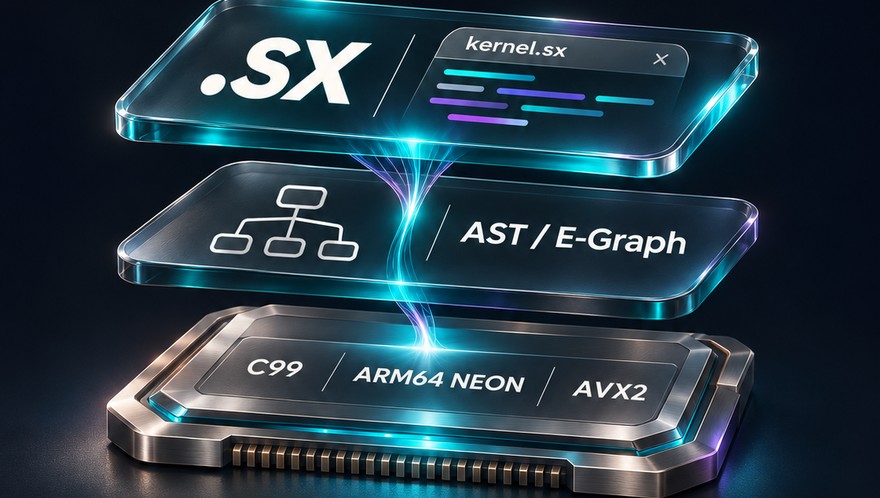 .SX
kernel.sx
AST / E-Graph
C99
ARM64 NEON
AVX2